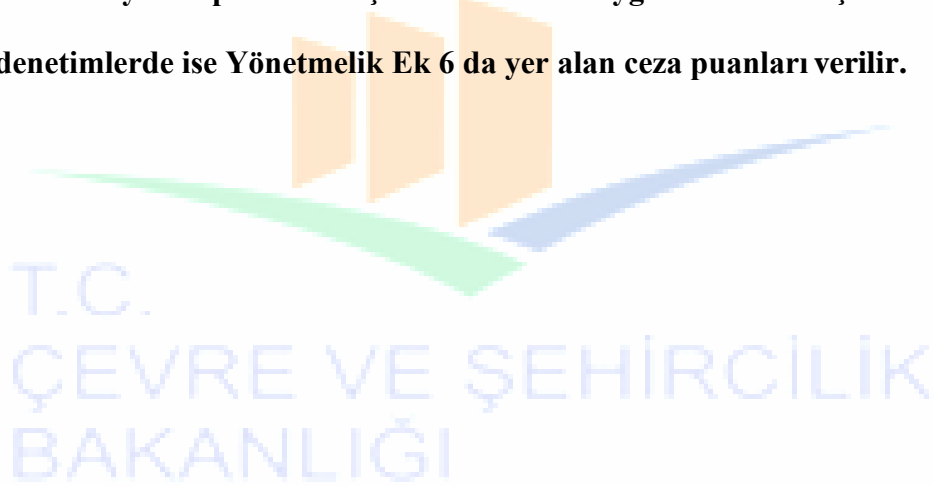 denetimlerde ise Yönetmelik Ek 6 da yer alan ceza puanları verilir.
T.C.
ÇEVRE VE ŞEHİRCİLİK
BAKANLIĞI